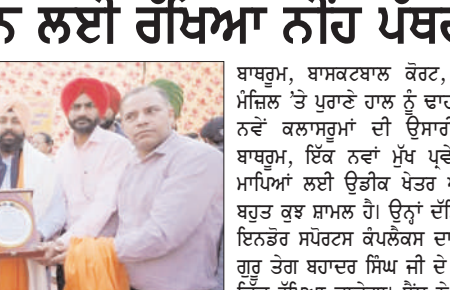 ਲਈ ਰੱਖਿਆ ਨੀਂਹ ਪੱਥਰ
ਬਾਥਰੂਮ, ਬਾਸਕਟਬਾਲ ਕੋਰਟ,
ਮੰਜ਼ਿਲ 'ਤੇ ਪੁਰਾਣੇ ਹਾਲ ਨੂੰ ਢਾਹ
ਨਵੇਂ ਕਲਾਸਰੂਮਾਂ ਦੀ ਉਸਾਰੀ
ਬਾਥਰੂਮ, ਇੱਕ ਨਵਾਂ ਮੁੱਖ ਪ੍ਰਵੇ
ਮਾਪਿਆਂ ਲਈ ਉਡੀਕ ਖੇਤਰ
ਬਹੁਤ ਕੁਝ ਸ਼ਾਮਲ ਹੈ। ਉਨ੍ਹਾਂ ਦੱ
ਇਨਡੋਰ ਸਪੋਰਟਸ ਕੰਪਲੈਕਸ ਦਾ
ਗੁਰੂ ਤੇਗ ਬਹਾਦਰ ਸਿੰਘ ਜੀ ਦੇ